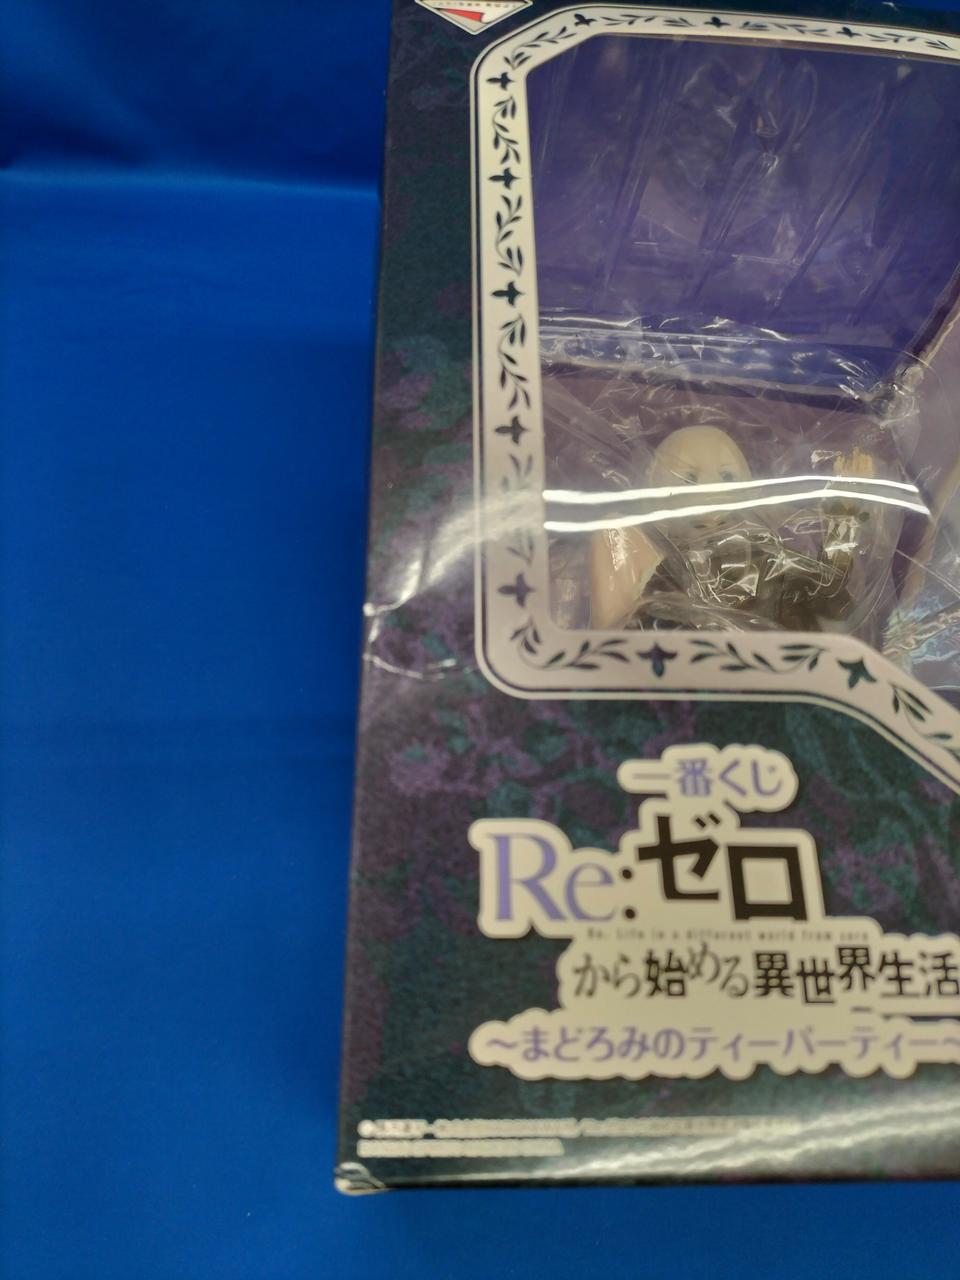 一番くじ
Re:ゼロ
Re: Life in a different world from zero
から始める異世界生活
～まどろみのティーパーティー～